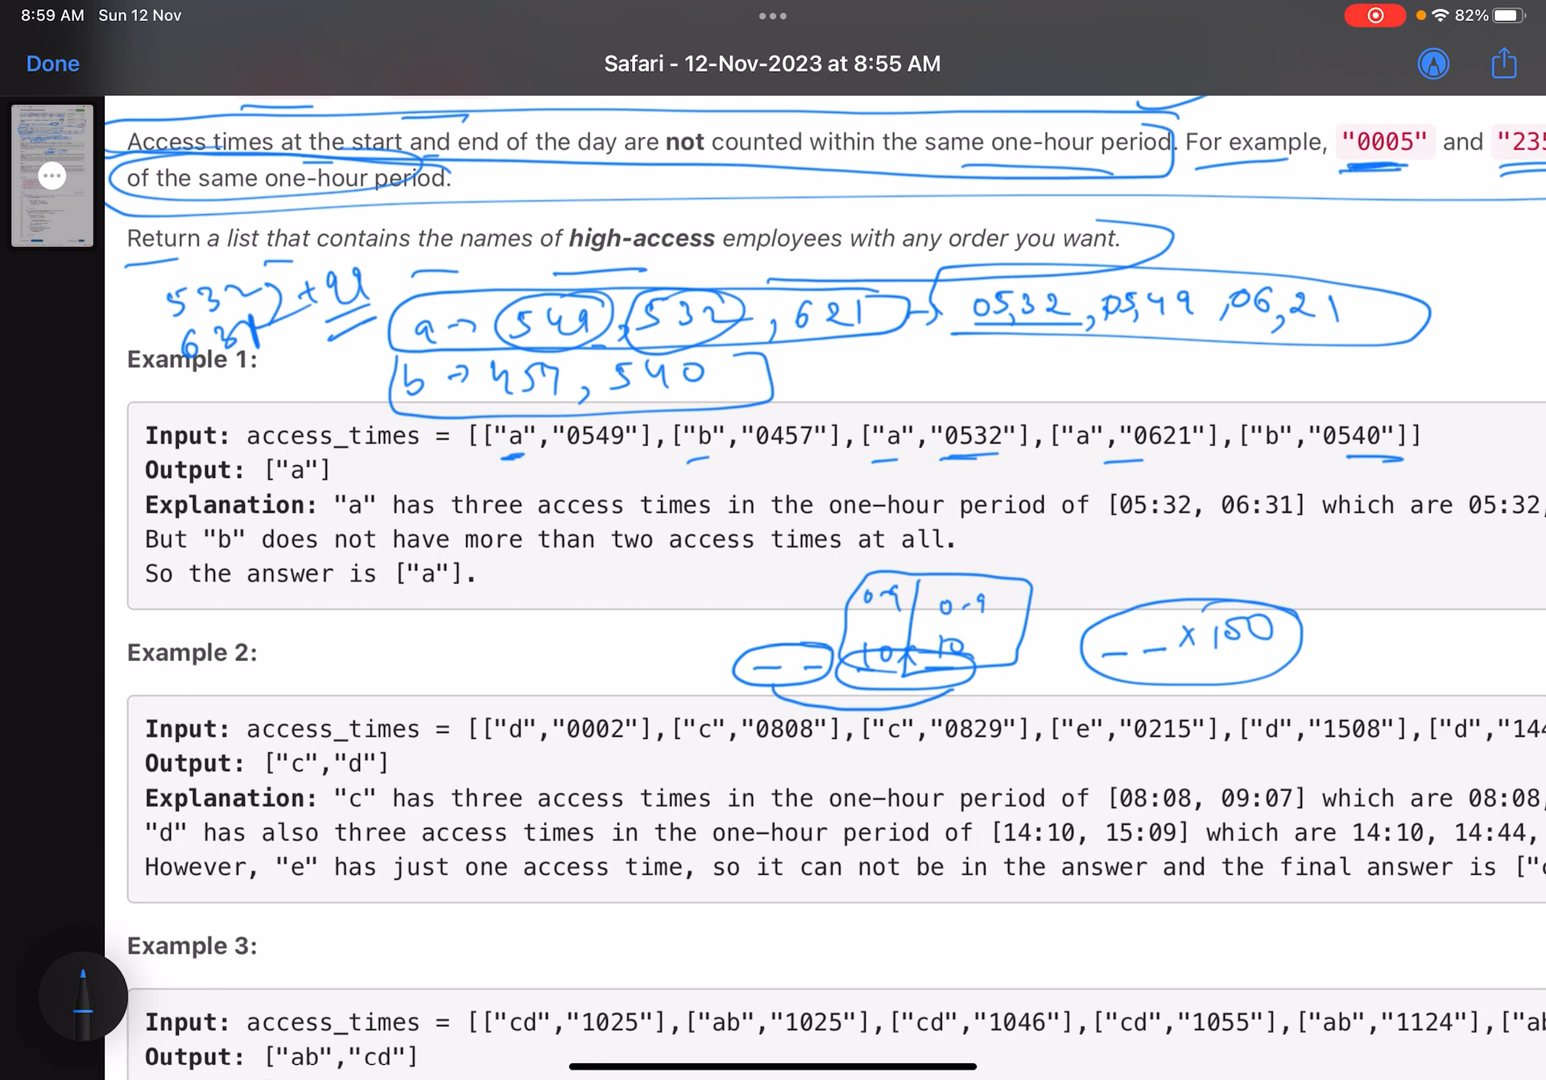 8:59 AM Sun 12 Nov
82%
Done
Safari - 12-Nov-2023 at 8:55 AM
Access times at the start and end of the day are not counted within the same one-hour period. For example, "0005" and "235
of the same one-hour period.
Return a list that contains the names of high-access employees with any order you want.
532
+99
631
a → 549, 532, 621 → 05,32, 05,49, 06,21
Example 1:
b → 457, 540
Input: access_times = [["a","0549"],["b","0457"],["a","0532"],["a","0621"],["b","0540"]]
Output: ["a"]
Explanation: "a" has three access times in the one-hour period of [05:32, 06:31] which are 05:32,
But "b" does not have more than two access times at all.
So the answer is ["a"].
0-9 0-9
10 x 10
_ _ x 150
Example 2:
Input: access_times = [["d","0002"],["c","0808"],["c","0829"],["e","0215"],["d","1508"],["d","144
Output: ["c","d"]
Explanation: "c" has three access times in the one-hour period of [08:08, 09:07] which are 08:08,
"d" has also three access times in the one-hour period of [14:10, 15:09] which are 14:10, 14:44,
However, "e" has just one access time, so it can not be in the answer and the final answer is ["c
Example 3:
Input: access_times = [["cd","1025"],["ab","1025"],["cd","1046"],["cd","1055"],["ab","1124"],["ab
Output: ["ab","cd"]